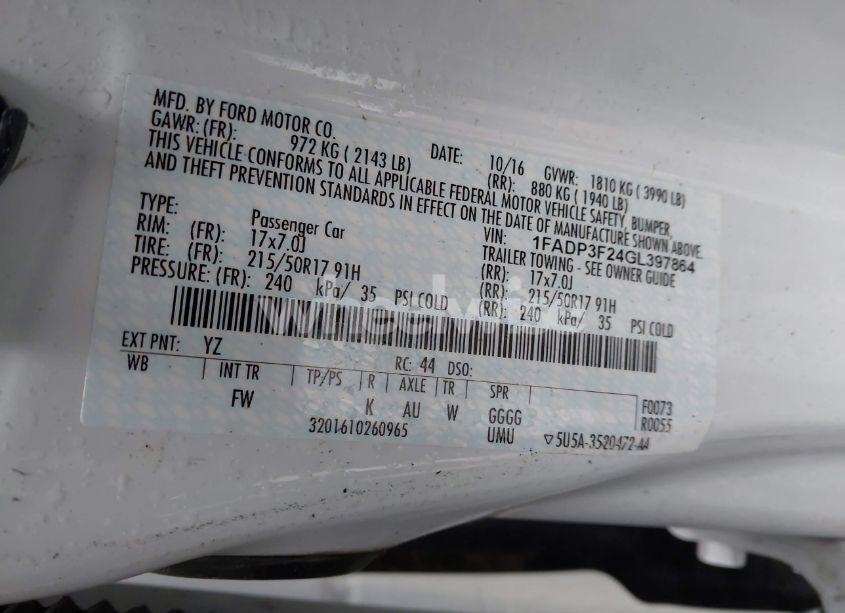 MFD. BY FORD MOTOR CO.
DATE: 10/16 GVWR: 1810 KG ( 3990 LB)
GAWR: (FR): 972 KG ( 2143 LB) (RR): 880 KG ( 1940 LB)
THIS VEHICLE CONFORMS TO ALL APPLICABLE FEDERAL MOTOR VEHICLE SAFETY, BUMPER,
AND THEFT PREVENTION STANDARDS IN EFFECT ON THE DATE OF MANUFACTURE SHOWN ABOVE.
VIN: 1FADP3F24GL397864
TYPE: Passenger Car TRAILER TOWING - SEE OWNER GUIDE
RIM: (FR): 17x7.0J (RR): 17x7.0J
TIRE: (FR): 215/50R17 91H (RR): 215/50R17 91H
PRESSURE: (FR): 240 kPa/ 35 PSI COLD (RR): 240 kPa/ 35 PSI COLD
EXT PNT: YZ RC: 44 DSO:
WB INT TR TP/PS R AXLE TR SPR
FW K AU W GGGG
F0073
R0055
3201610260965 UMU ▽5U5A-3520472-AA